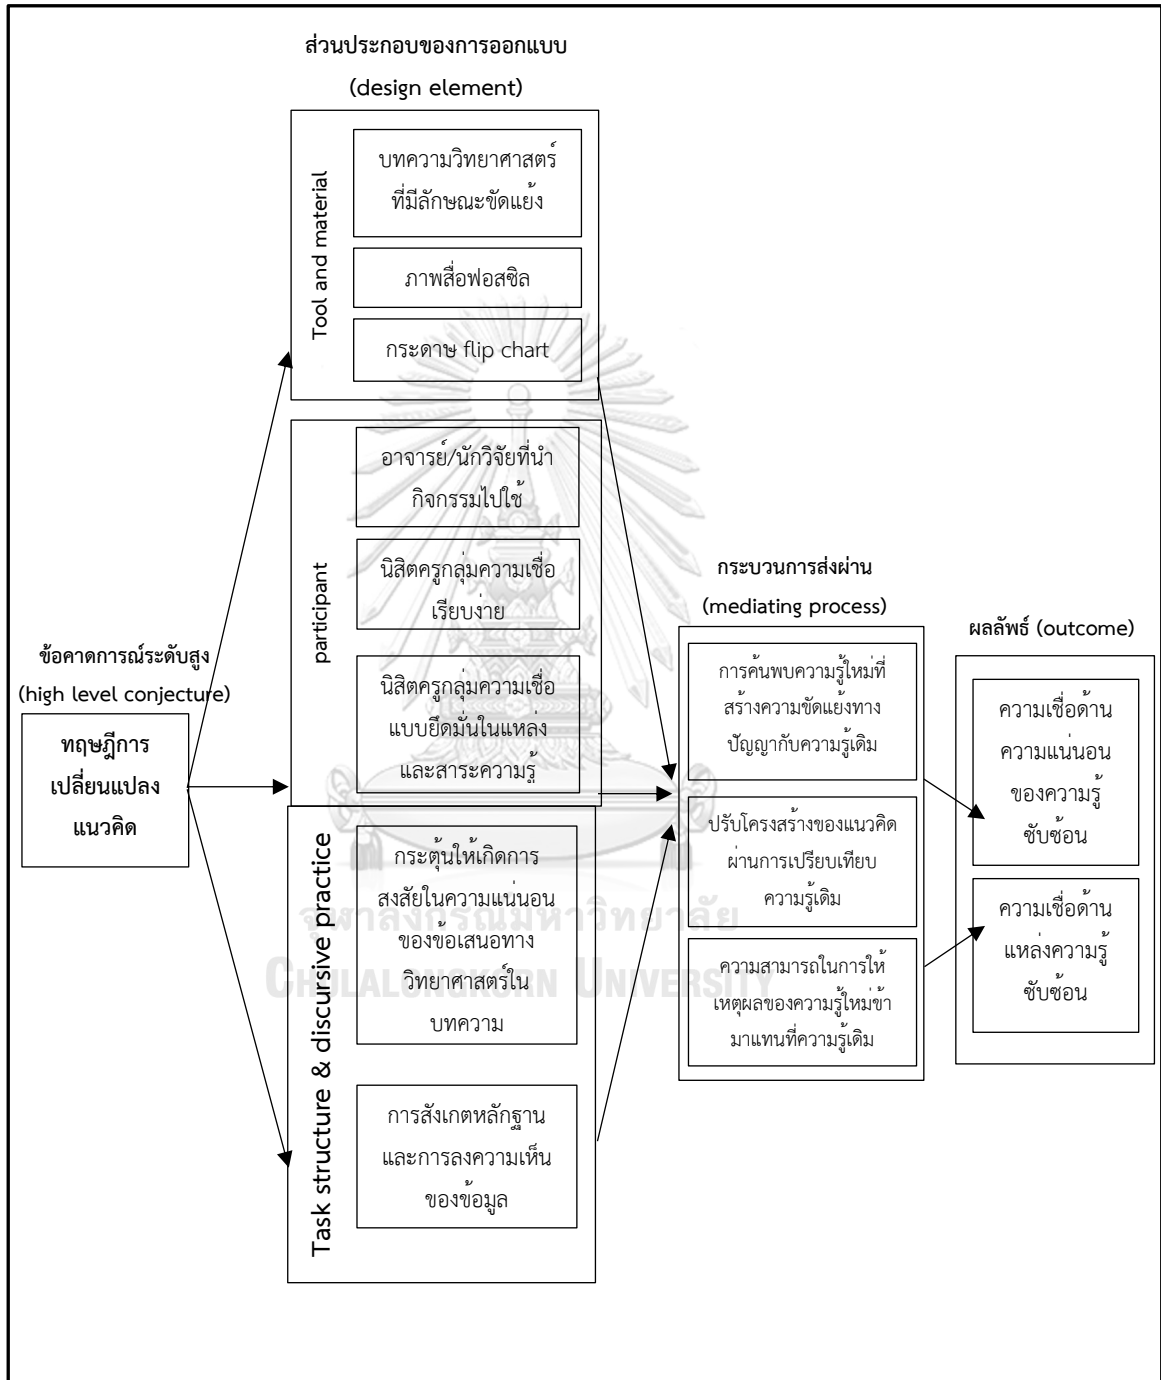 ส่วนประกอบของการออกแบบ
(design element)
Tool and material
บทความวิทยาศาสตร์
ที่มีลักษณะขัดแย้ง
ภาพสื่อฟอสซิล
กระดาษ flip chart
participant
อาจารย์/นักวิจัยที่นำ
กิจกรรมไปใช้
นิสิตครูกลุ่มความเชื่อ
เรียบง่าย
นิสิตครูกลุ่มความเชื่อ
แบบยึดมั่นในแหล่ง
และสาระความรู้
Task structure & discursive practice
กระตุ้นให้เกิดการ
สงสัยในความแน่นอน
ของข้อเสนอทาง
วิทยาศาสตร์ใน
บทความ
การสังเกตหลักฐาน
และการลงความเห็น
ของข้อมูล
ข้อคาดการณ์ระดับสูง
(high level conjecture)
ทฤษฎีการ
เปลี่ยนแปลง
แนวคิด
กระบวนการส่งผ่าน
(mediating process)
การค้นพบความรู้ใหม่ที่
สร้างความขัดแย้งทาง
ปัญญากับความรู้เดิม
ปรับโครงสร้างของแนวคิด
ผ่านการเปรียบเทียบ
ความรู้เดิม
ความสามารถในการให้
เหตุผลของความรู้ใหม่ข้า
มาแทนที่ความรู้เดิม
ผลลัพธ์ (outcome)
ความเชื่อด้าน
ความแน่นอน
ของความรู้
ซับซ้อน
ความเชื่อด้าน
แหล่งความรู้
ซับซ้อน
จุฬาลงกรณ์มหาวิทยาลัย
CHULALONGKORN UNIVERSITY